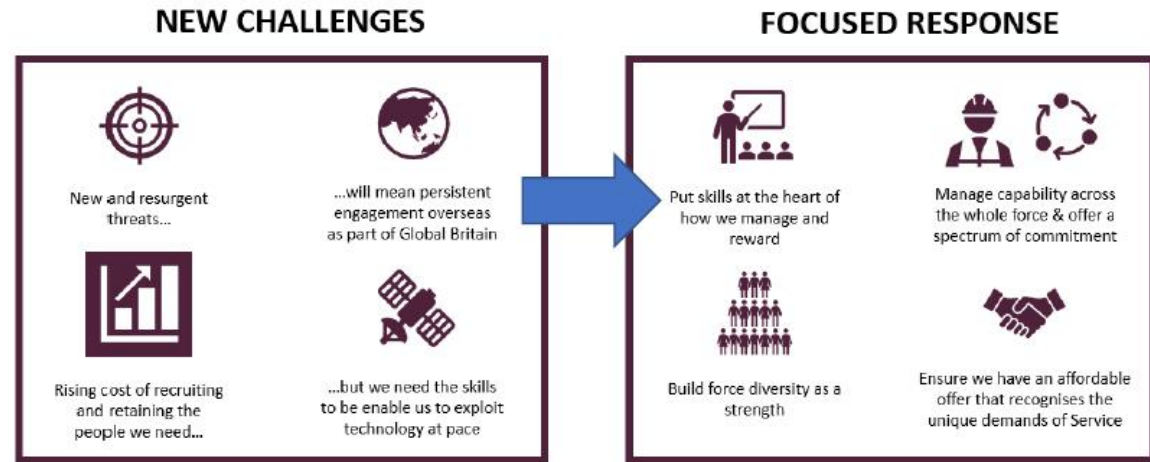 NEW CHALLENGES
New and resurgent
threats...
...will mean persistent
engagement overseas
as part of Global Britain
Rising cost of recruiting
and retaining the
people we need...
...but we need the skills
to be enable us to exploit
technology at pace
FOCUSED RESPONSE
Put skills at the heart of
how we manage and
reward
Manage capability across
the whole force & offer a
spectrum of commitment
Build force diversity as a
strength
Ensure we have an affordable
offer that recognises the
unique demands of Service